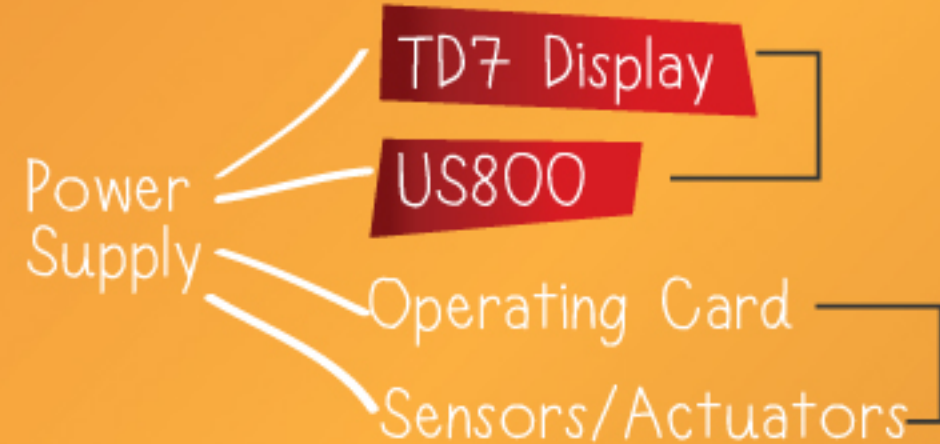 TD7 Display
US800
Power
Supply
Operating Card
Sensors/Actuators